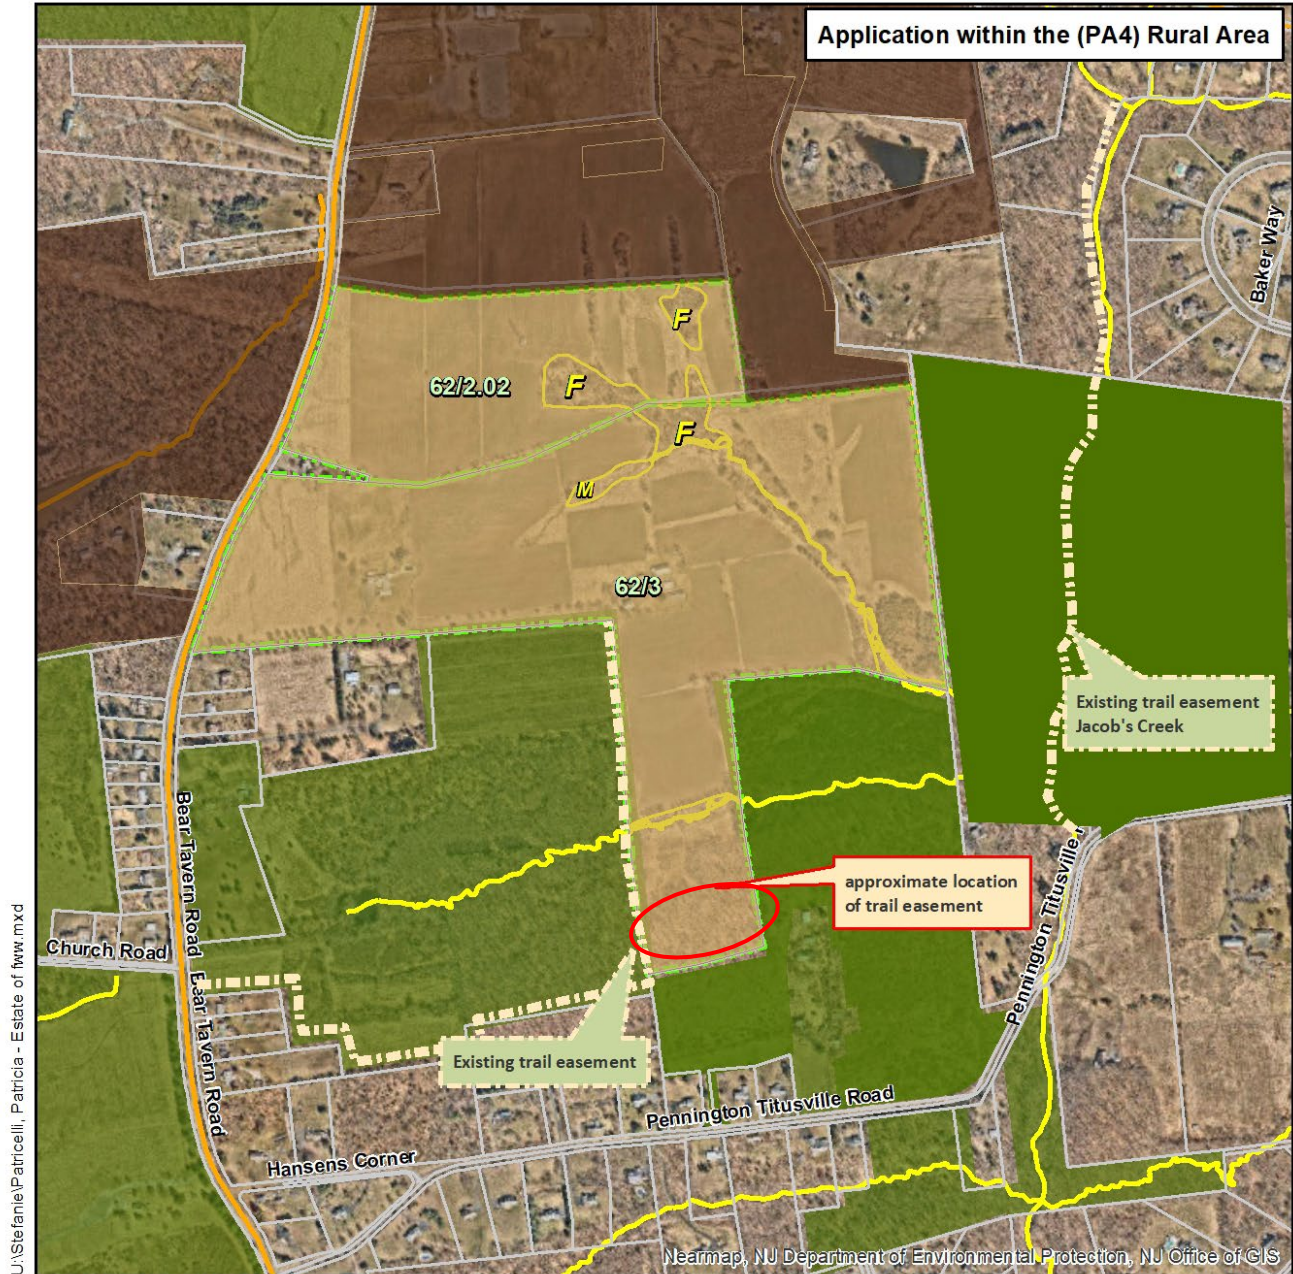 Application within the (PA4) Rural Area
Baker Way
F
62/2.02
F
F
M
62/3
Existing trail easement
Jacob's Creek
Bear Tavern Road
approximate location
of trail easement
Pennington Titusville
Church Road
Bear Tavern Road
Existing trail easement
Pennington Titusville Road
Hansens Corner
Nearmap, NJ Department of Environmental Protection, NJ Office of GIS
U:\Stefanie\Patricelli, Patricia - Estate of fww.mxd